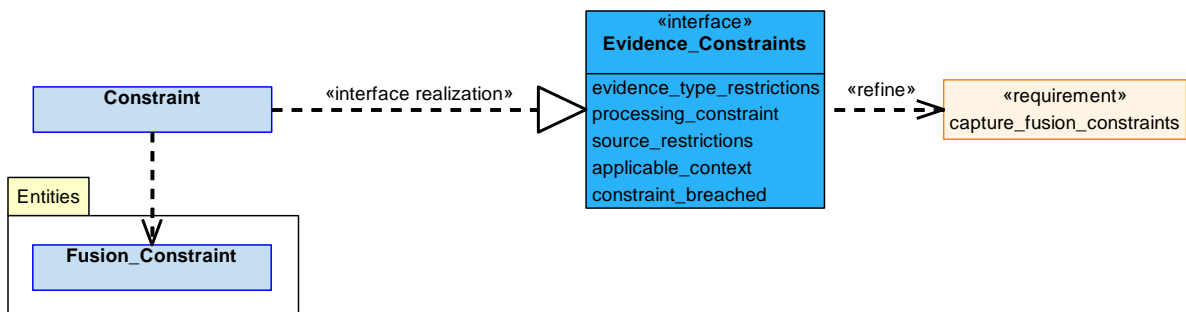 «interface»
Evidence_Constraints
Constraint
«interface realization»
evidence_type_restrictions
processing_constraint
source_restrictions
applicable_context
constraint_breached
«refine»
«requirement»
capture_fusion_constraints
Entities
Fusion_Constraint